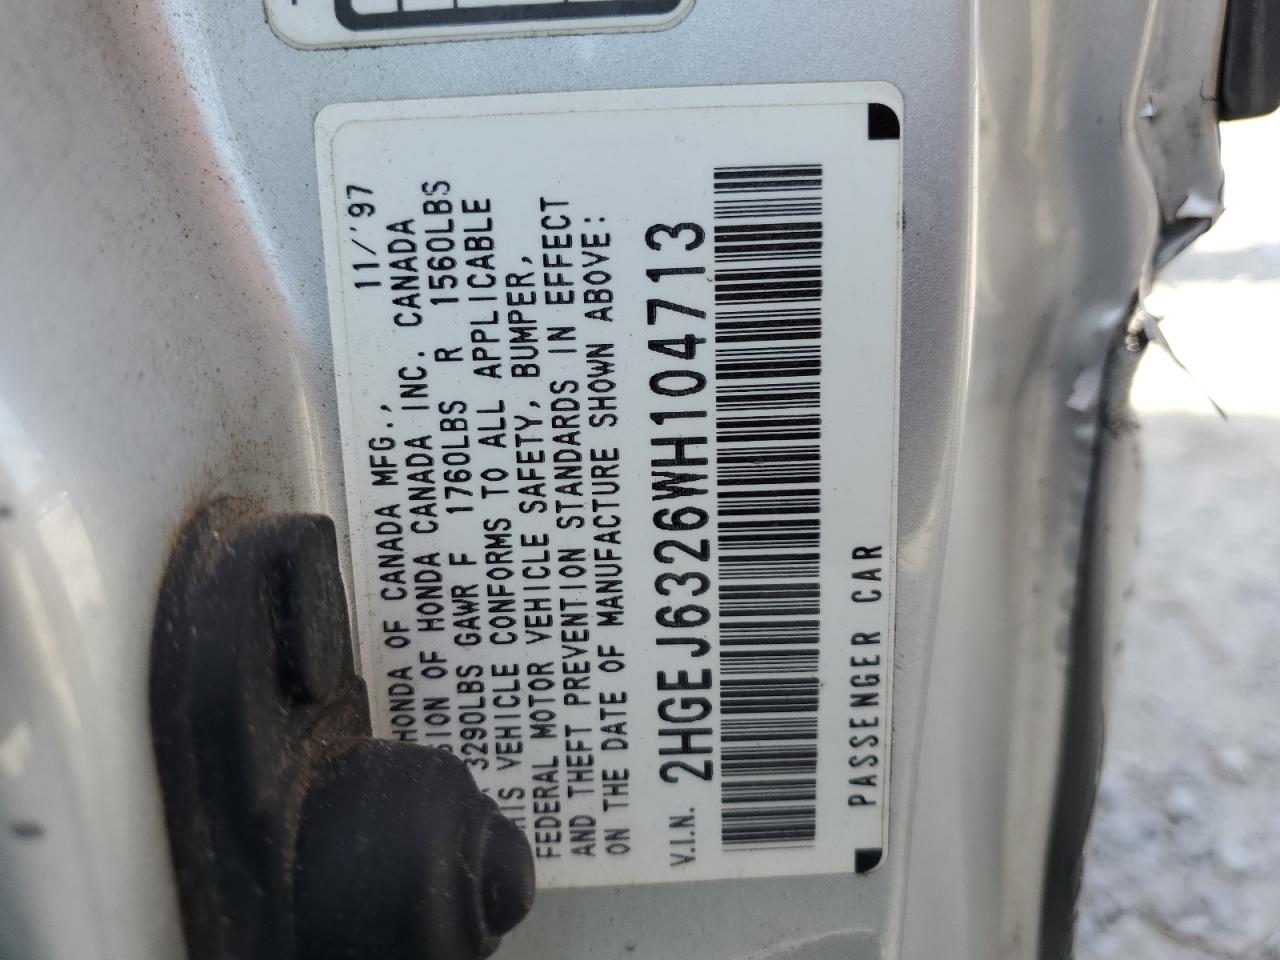 11/'97
HONDA OF CANADA MFG.,
SION OF HONDA CANADA INC. CANADA
3290LBS GAWR F 1760LBS R 1560LBS
THIS VEHICLE CONFORMS TO ALL APPLICABLE
FEDERAL MOTOR VEHICLE SAFETY, BUMPER,
AND THEFT PREVENTION STANDARDS IN EFFECT
ON THE DATE OF MANUFACTURE SHOWN ABOVE:
V.I.N. 2HGEJ6326WH104713
PASSENGER CAR